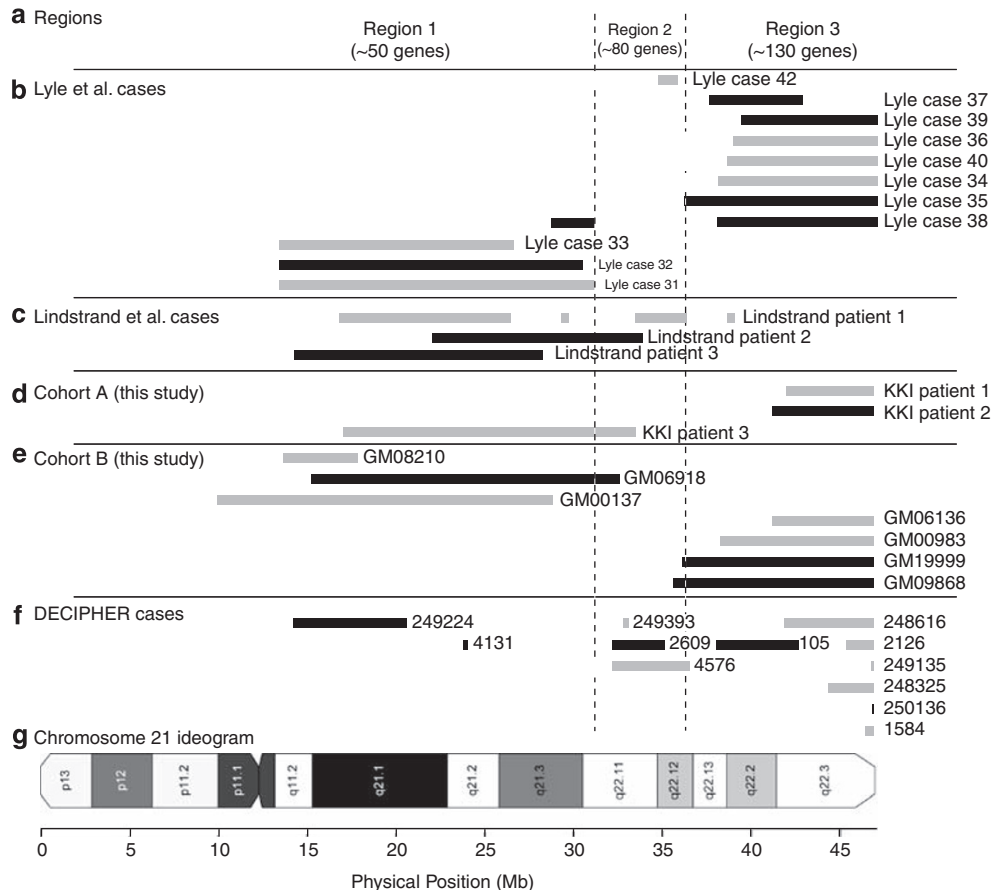 a Regions
Region 1
(~50 genes)
Region 2
(~80 genes)
Region 3
(~130 genes)
b Lyle et al. cases
Lyle case 42
Lyle case 37
Lyle case 39
Lyle case 36
Lyle case 40
Lyle case 34
Lyle case 35
Lyle case 38
Lyle case 33
Lyle case 32
Lyle case 31
c Lindstrand et al. cases
Lindstrand patient 1
Lindstrand patient 2
Lindstrand patient 3
d Cohort A (this study)
KKI patient 1
KKI patient 2
KKI patient 3
e Cohort B (this study)
GM08210
GM06918
GM00137
GM06136
GM00983
GM19999
GM09868
f DECIPHER cases
249224
249393
248616
4131
2609
105
2126
4576
249135
248325
250136
1584
g Chromosome 21 ideogram
p13
p12
p11.2
p11.1
q11.2
q21.1
q21.2
q21.3
q22.11
q22.12
q22.13
q22.2
q22.3
0 5 10 15 20 25 30 35 40 45
Physical Position (Mb)